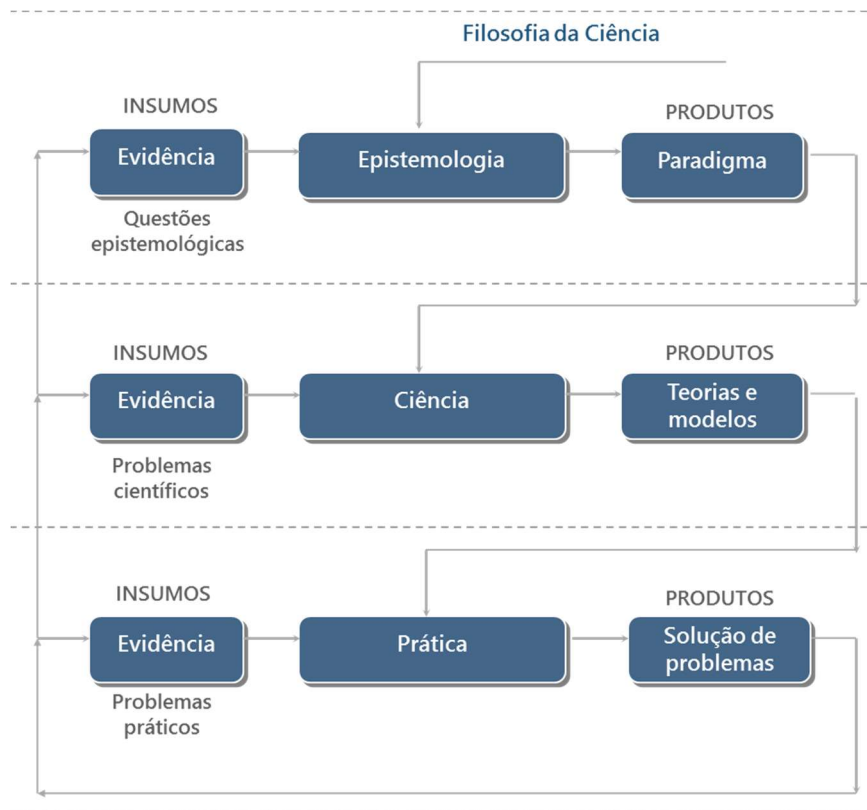 Filosofia da Ciência
INSUMOS
PRODUTOS
Evidência
Epistemologia
Paradigma
Questões
epistemológicas
INSUMOS
PRODUTOS
Evidência
Ciência
Teorias e
modelos
Problemas
científicos
INSUMOS
PRODUTOS
Evidência
Prática
Solução de
problemas
Problemas
práticos